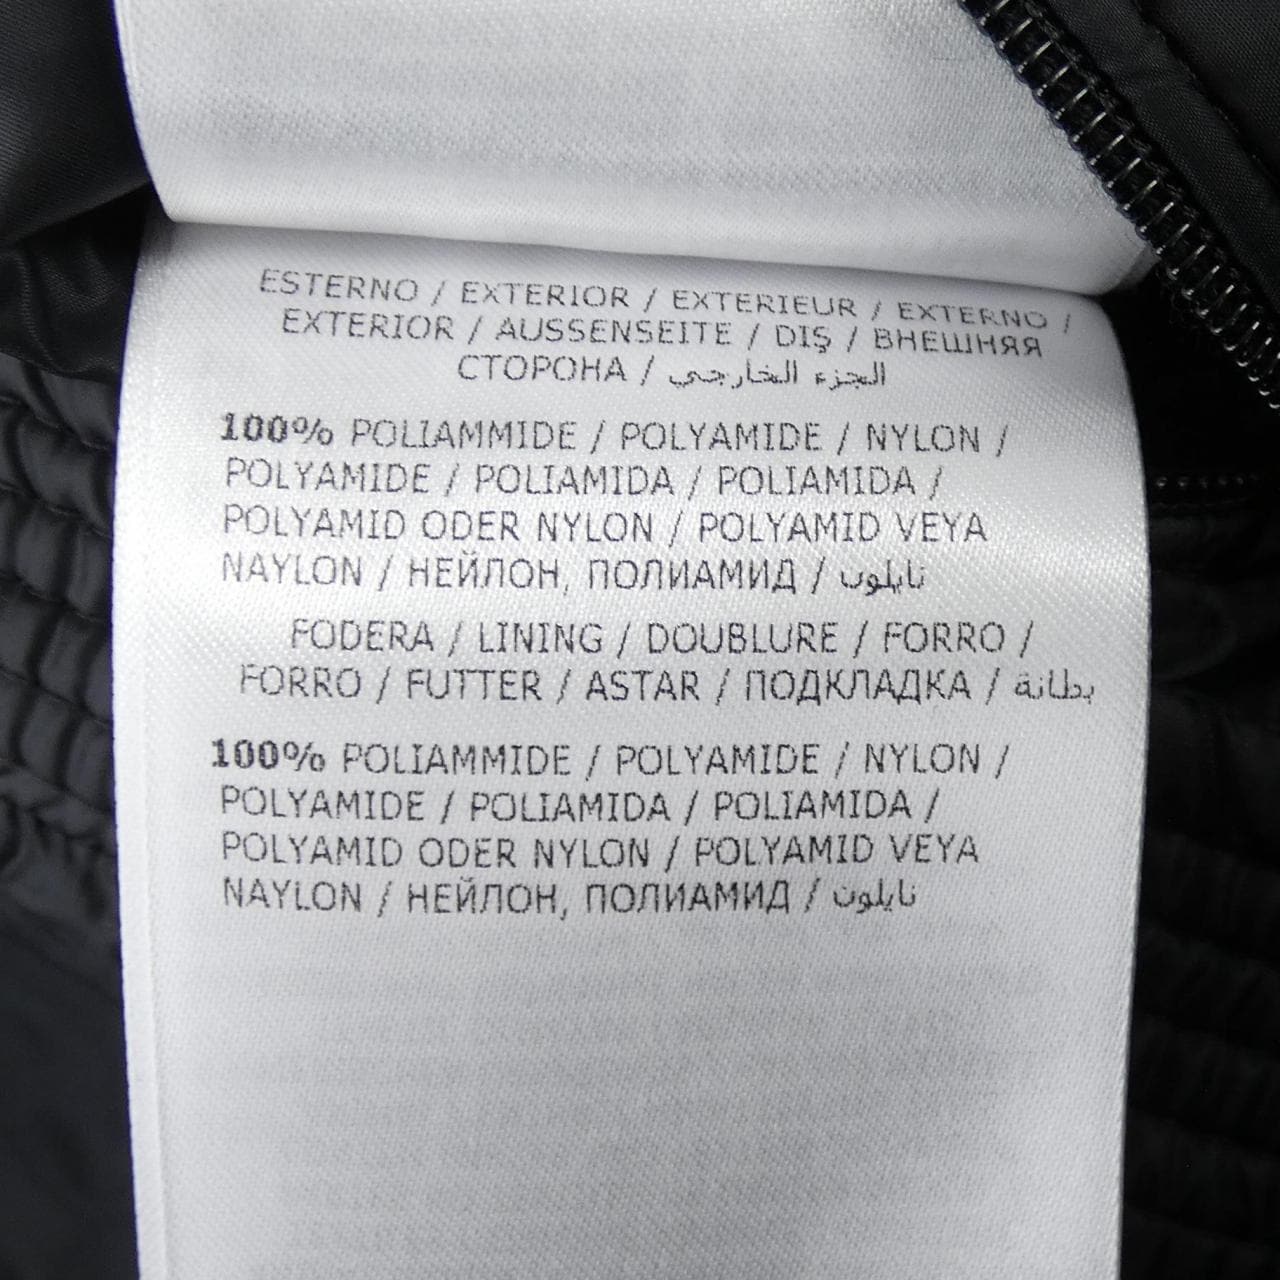 ESTERNO / EXTERIOR / EXTERIEUR / EXTERNO /
EXTERIOR / AUSSENSEITE / DIŞ / ВНЕШНЯЯ
СТОРОНА / الجزء الخارجي
100% POLIAMMIDE / POLYAMIDE / NYLON /
POLYAMIDE / POLIAMIDA / POLIAMIDA /
POLYAMID ODER NYLON / POLYAMID VEYA
NAYLON / НЕЙЛОН, ПОЛИАМИД / نايلون
FODERA / LINING / DOUBLURE / FORRO /
FORRO / FUTTER / ASTAR / ПОДКЛАДКА / بطانة
100% POLIAMMIDE / POLYAMIDE / NYLON /
POLYAMIDE / POLIAMIDA / POLIAMIDA /
POLYAMID ODER NYLON / POLYAMID VEYA
NAYLON / НЕЙЛОН, ПОЛИАМИД / نايلون